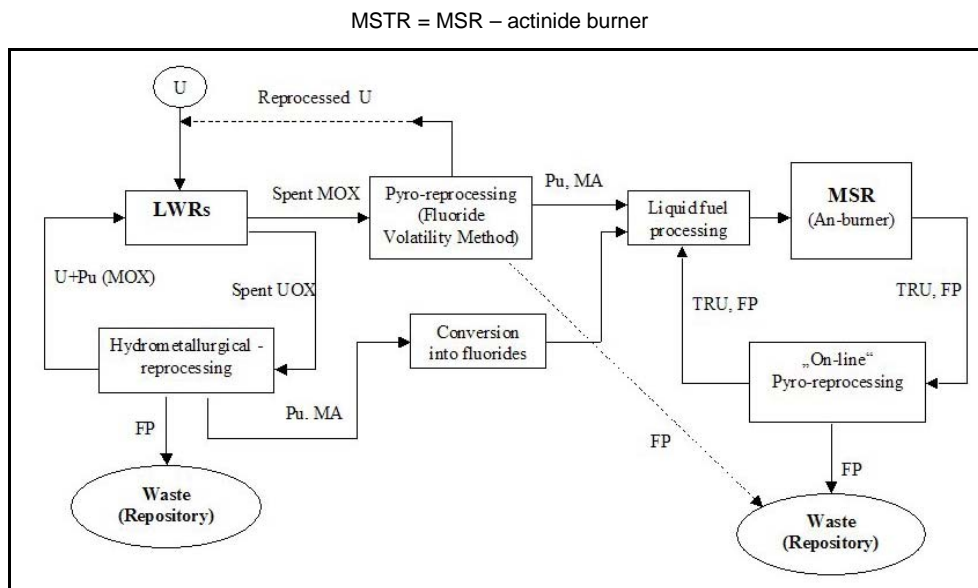 MSTR = MSR – actinide burner
U
Reprocessed U
LWRs
Spent MOX
Pyro-reprocessing
(Fluoride
Volatility Method)
Pu, MA
Liquid fuel
processing
MSR
(An-burner)
U+Pu (MOX)
Spent UOX
TRU, FP
TRU, FP
Hydrometallurgical -
reprocessing
Conversion
into fluorides
„On-line“
Pyro-reprocessing
FP
Pu. MA
FP
FP
Waste
(Repository)
Waste
(Repository)